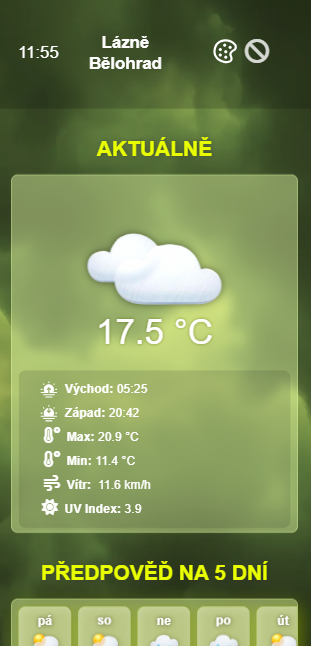 11:55
Lázně
Bělohrad
AKTUÁLNĚ
17.5 °C
Východ: 05:25
Západ: 20:42
Max: 20.9 °C
Min: 11.4 °C
Vítr: 11.6 km/h
UV Index: 3.9
PŘEDPOVĚĎ NA 5 DNÍ
pá so ne po út